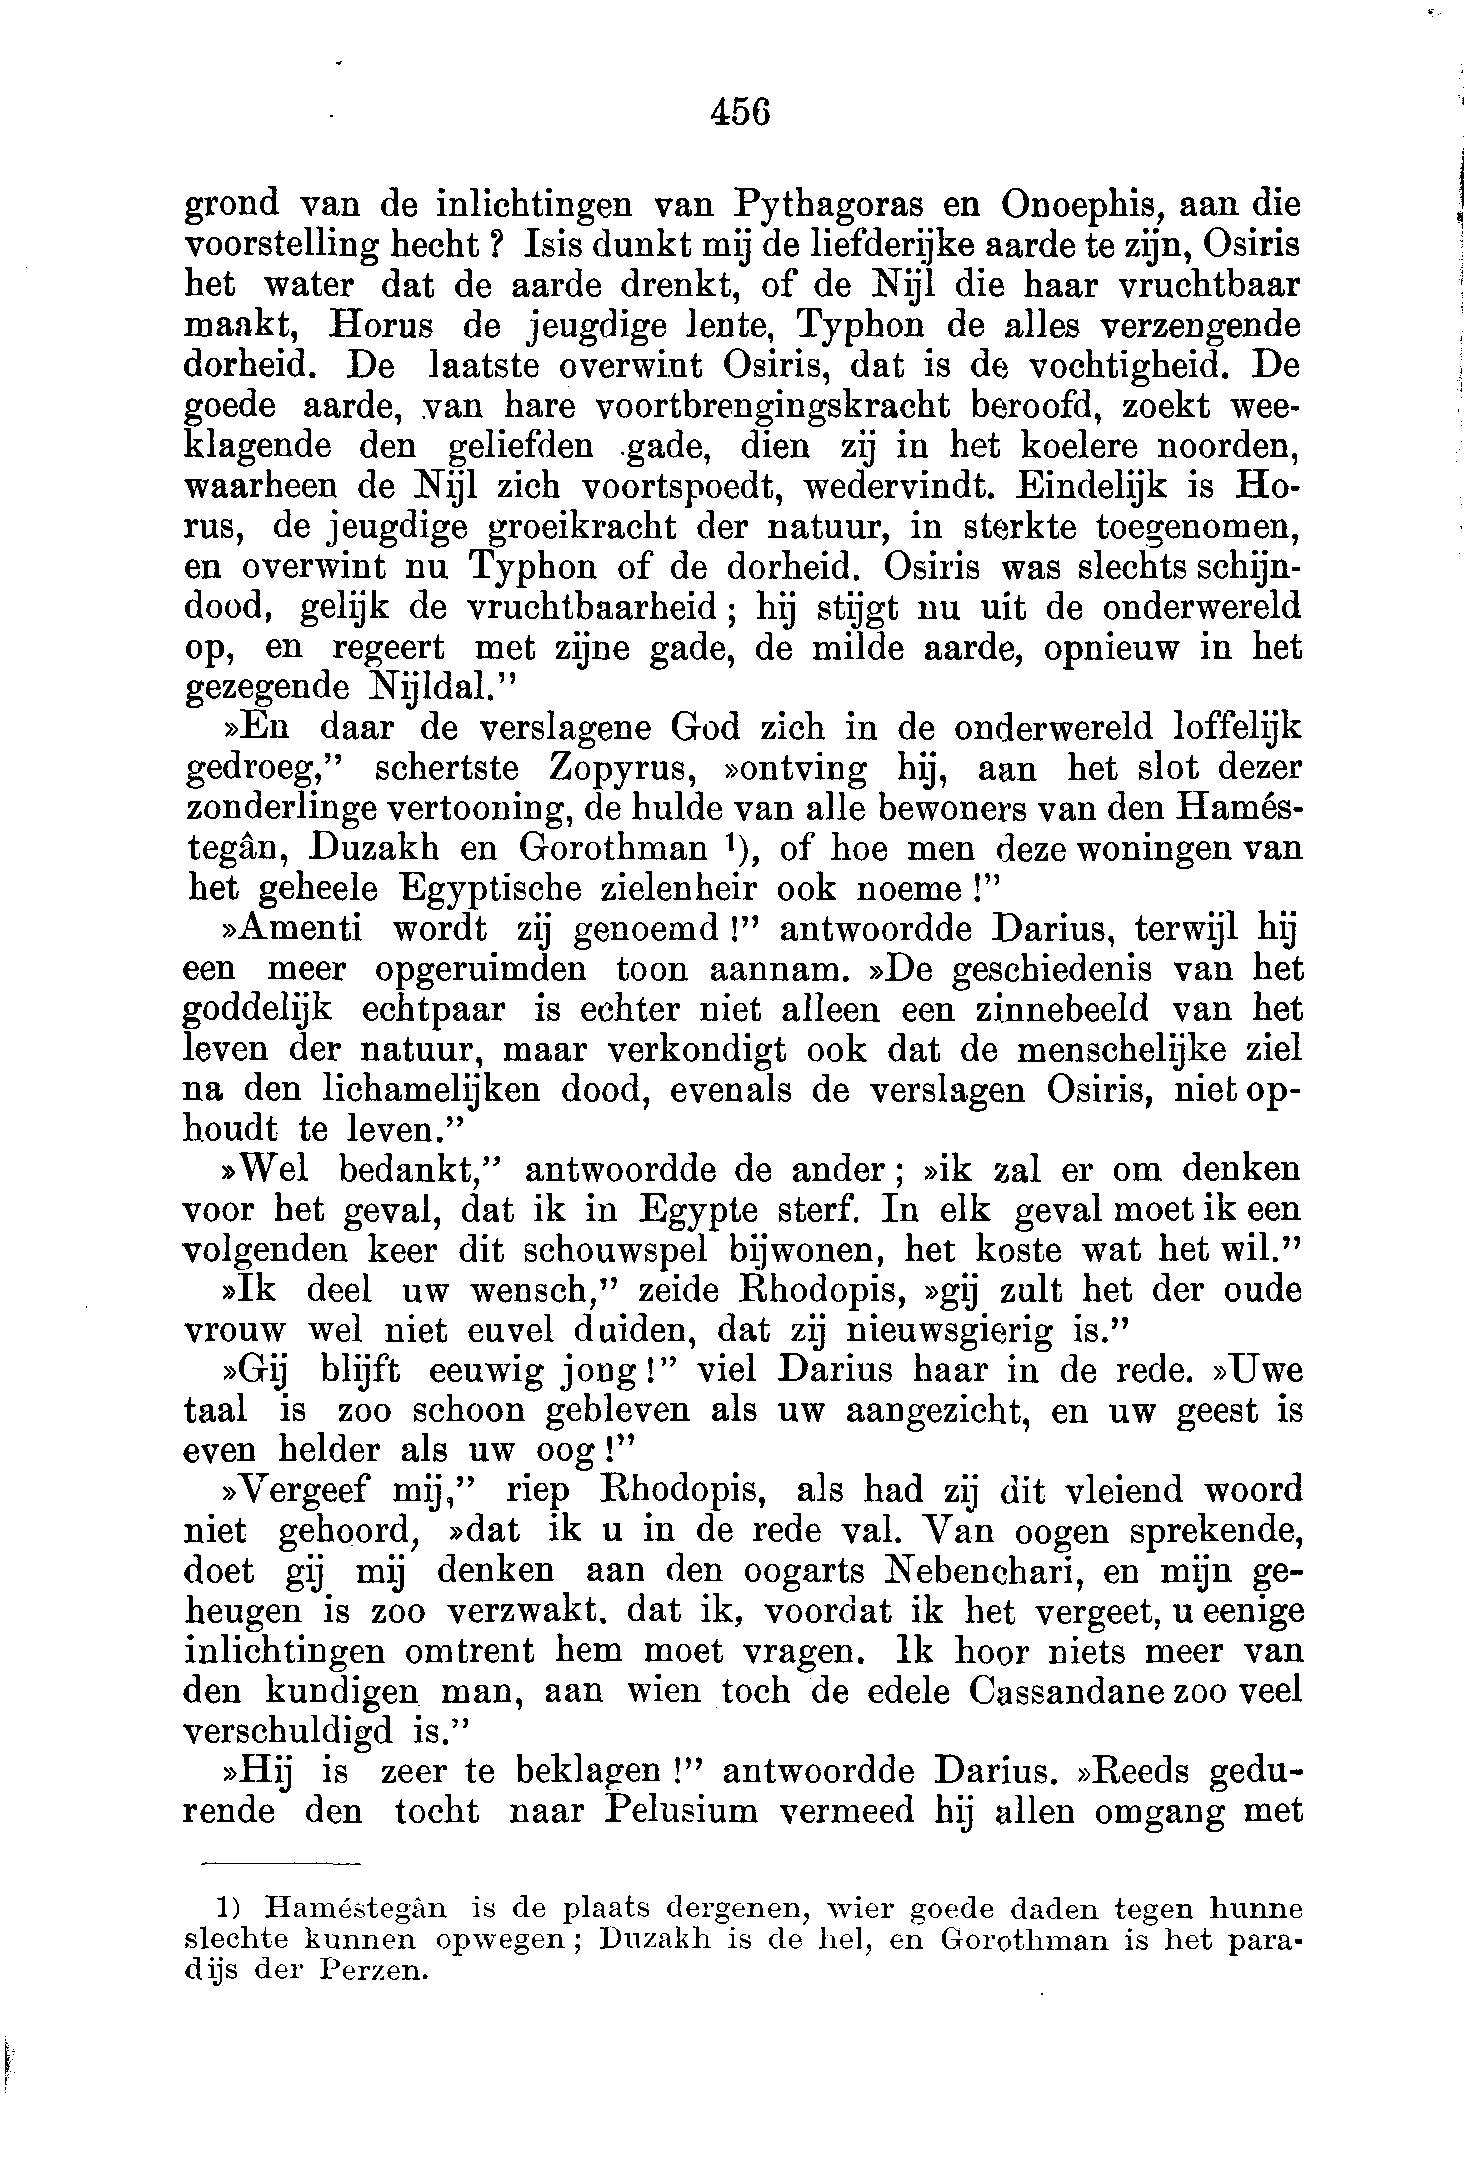 456
grond van de inlichtingen van Pythagoras en Onoephis, aan die
voorstelling hecht ? Isis dunkt mij de liefderijke aarde te zijn, Osiris
het water dat de aarde drenkt, of de Nijl die haar vruchtbaar
maakt, Horus de jeugdige lente, Typhon de alles verzengende
dorheid. De laatste overwint Osiris, dat is de vochtigheid. De
goede aarde, van hare voortbrengingskracht beroofd, zoekt wee-
klagende den geliefden gade, dien zij in het koelere noorden,
waarheen de Nijl zich voortspoedt, wedervindt. Eindelijk is Ho-
rus, de jeugdige groeikracht der natuur, in sterkte toegenomen,
en overwint nu Typhon of de dorheid. Osiris was slechts schijn-
dood, gelijk de vruchtbaarheid ; hij stijgt nu uit de onderwereld
op, en regeert met zijne gade, de milde aarde, opnieuw in het
gezegende Nijldal.”
»En daar de verslagene God zich in de onderwereld loffelijk
gedroeg,” schertste Zopyrus, »ontving hij, aan het slot dezer
zonderlinge vertooning, de hulde van alle bewoners van den Hamés-
tegân, Duzakh en Gorothman ¹), of hoe men deze woningen van
het geheele Egyptische zielenheir ook noeme !”
»Amenti wordt zij genoemd !” antwoordde Darius, terwijl hij
een meer opgeruimden toon aannam. »De geschiedenis van het
goddelijk echtpaar is echter niet alleen een zinnebeeld van het
leven der natuur, maar verkondigt ook dat de menschelijke ziel
na den lichamelijken dood, evenals de verslagen Osiris, niet op-
houdt te leven.”
»Wel bedankt,” antwoordde de ander ; »ik zal er om denken
voor het geval, dat ik in Egypte sterf. In elk geval moet ik een
volgenden keer dit schouwspel bijwonen, het koste wat het wil.”
»Ik deel uw wensch,” zeide Rhodopis, »gij zult het der oude
vrouw wel niet euvel duiden, dat zij nieuwsgierig is.”
»Gij blijft eeuwig jong !” viel Darius haar in de rede. »Uwe
taal is zoo schoon gebleven als uw aangezicht, en uw geest is
even helder als uw oog !”
»Vergeef mij,” riep Rhodopis, als had zij dit vleiend woord
niet gehoord, »dat ik u in de rede val. Van oogen sprekende,
doet gij mij denken aan den oogarts Nebenchari, en mijn ge-
heugen is zoo verzwakt. dat ik, voordat ik het vergeet, u eenige
inlichtingen omtrent hem moet vragen. Ik hoor niets meer van
den kundigen man, aan wien toch de edele Cassandane zoo veel
verschuldigd is.”
»Hij is zeer te beklagen !” antwoordde Darius. »Reeds gedu-
rende den tocht naar Pelusium vermeed hij allen omgang met
1) Haméstegân is de plaats dergenen, wier goede daden tegen hunne
slechte kunnen opwegen ; Duzakh is de hel, en Gorothman is het para-
dijs der Perzen.